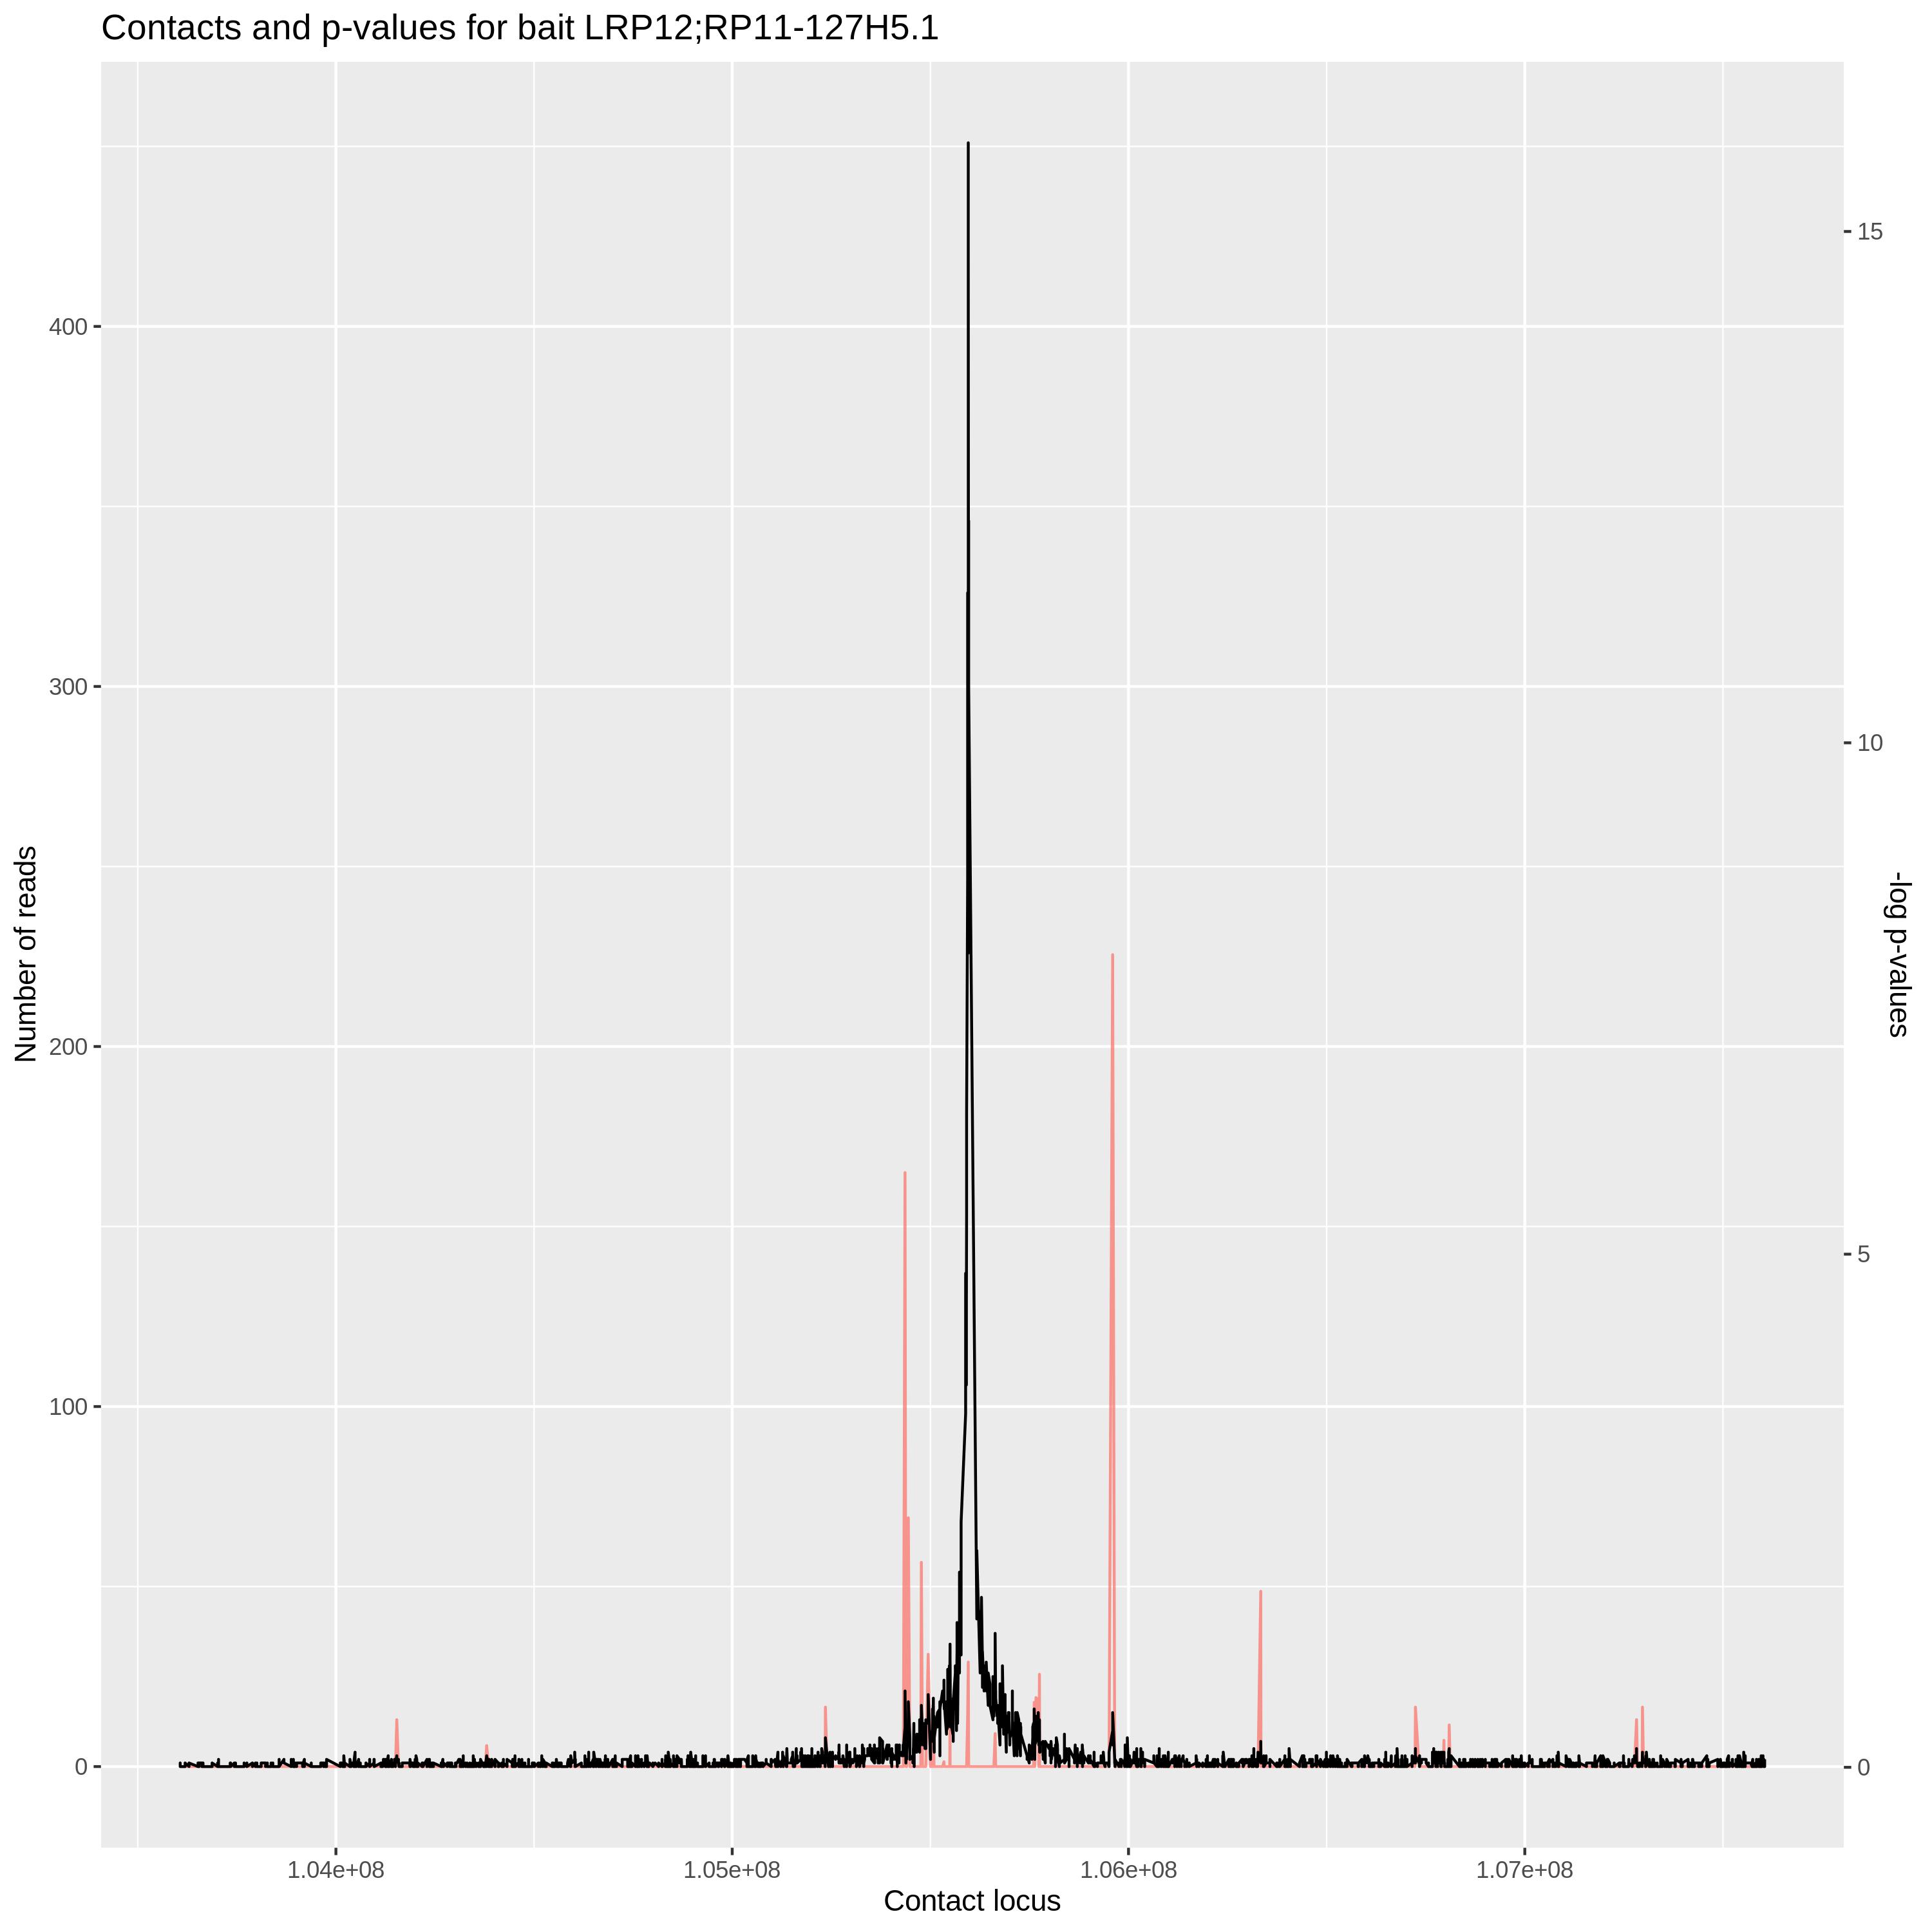 Contacts and p-values for bait LRP12;RP11-127H5.1
Number of reads
400
300
200
100
0
15
10
5
0
-log p-values
1.04e+08 1.05e+08 1.06e+08 1.07e+08
Contact locus